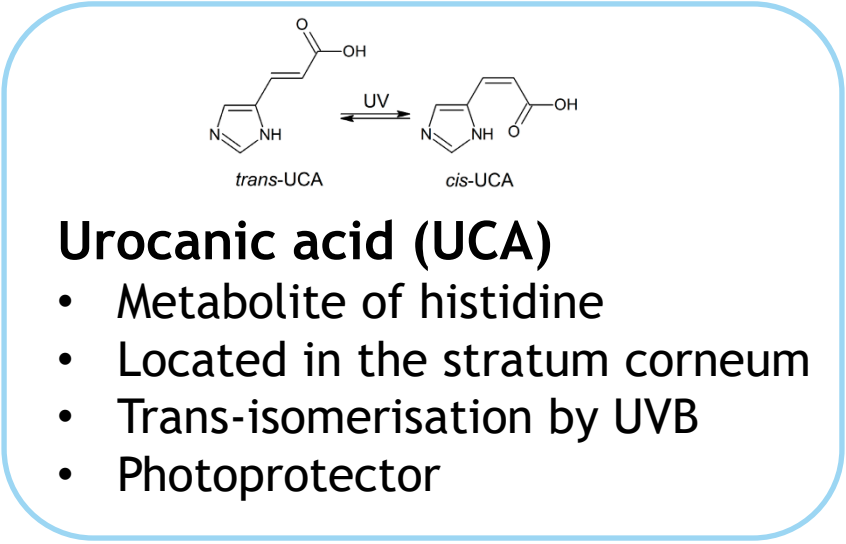 O
OH
N
NH
trans-UCA
UV
N
NH
O
OH
cis-UCA
Urocanic acid (UCA)
• Metabolite of histidine
• Located in the stratum corneum
• Trans-isomerisation by UVB
• Photoprotector